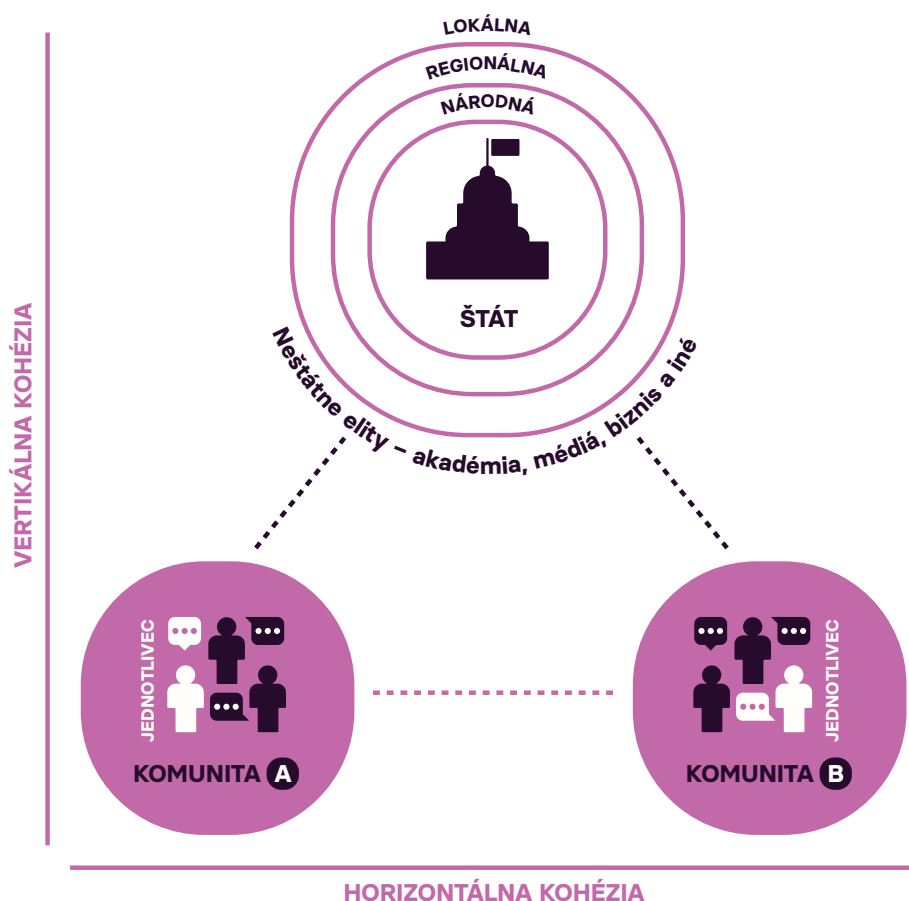 LOKÁLNA
REGIONÁLNA
NÁRODNÁ
ŠTÁT
Neštátne elity – akadémia, médiá, biznis a iné
VERTIKÁLNA KOHÉZIA
JEDNOTLIVEC
KOMUNITA A
JEDNOTLIVEC
KOMUNITA B
HORIZONTÁLNA KOHÉZIA